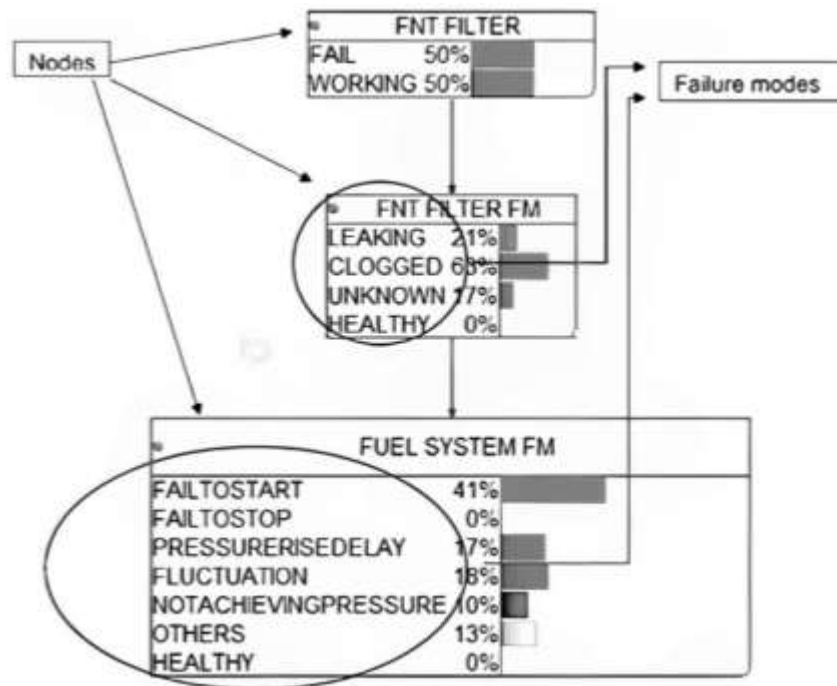 FNT FILTER
FAIL 50%
WORKING 50%
Nodes
Failure modes
FNT FILTER FM
LEAKING 21%
CLOGGED 63%
UNKNOWN 17%
HEALTHY 0%
FUEL SYSTEM FM
FAILTOSTART 41%
FAILTOSTOP 0%
PRESSURERISEDELAY 17%
FLUCTUATION 18%
NOTACHIEVINGPRESSURE 10%
OTHERS 13%
HEALTHY 0%